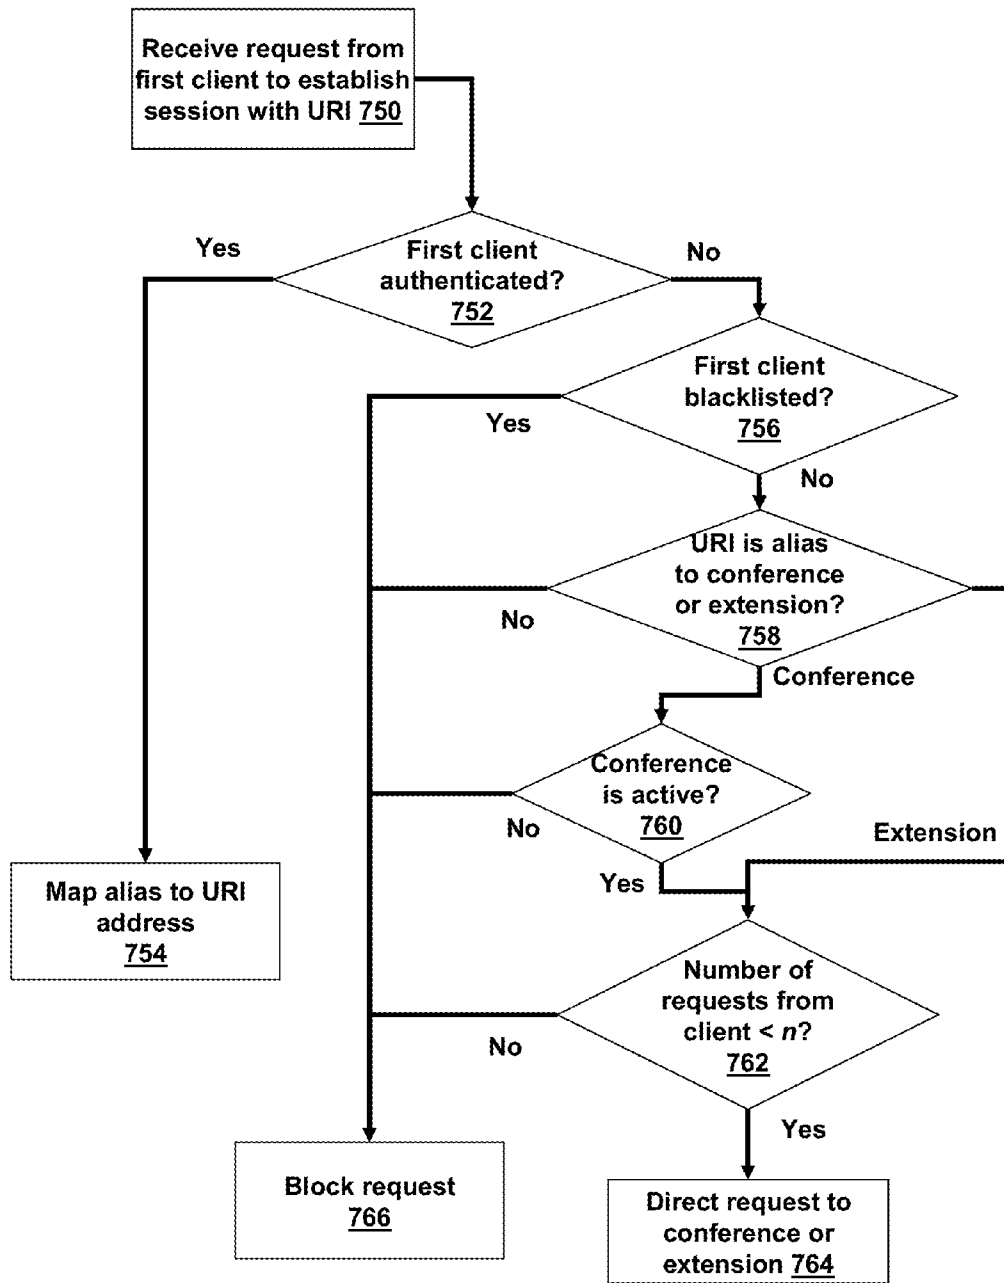 Receive request from
first client to establish
session with URI 750
Yes
First client
authenticated?
752
No
First client
blacklisted?
756
Yes
No
URI is alias
to conference
or extension?
758
No
Conference
Conference
is active?
760
No
Extension
Yes
Map alias to URI
address
754
Number of
requests from
client < n?
762
No
Yes
Block request
766
Direct request to
conference or
extension 764